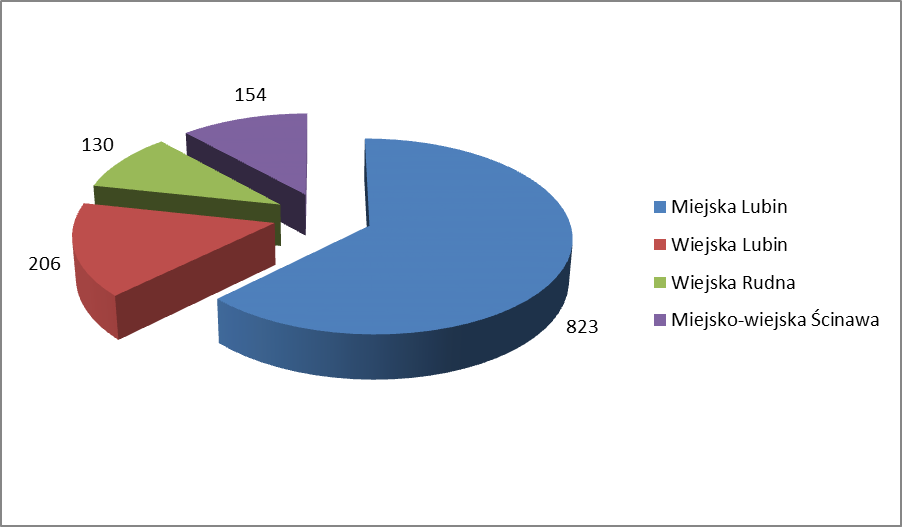 154
130
206
823
Miejska Lubin
Wiejska Lubin
Wiejska Rudna
Miejsko-wiejska Ścinawa